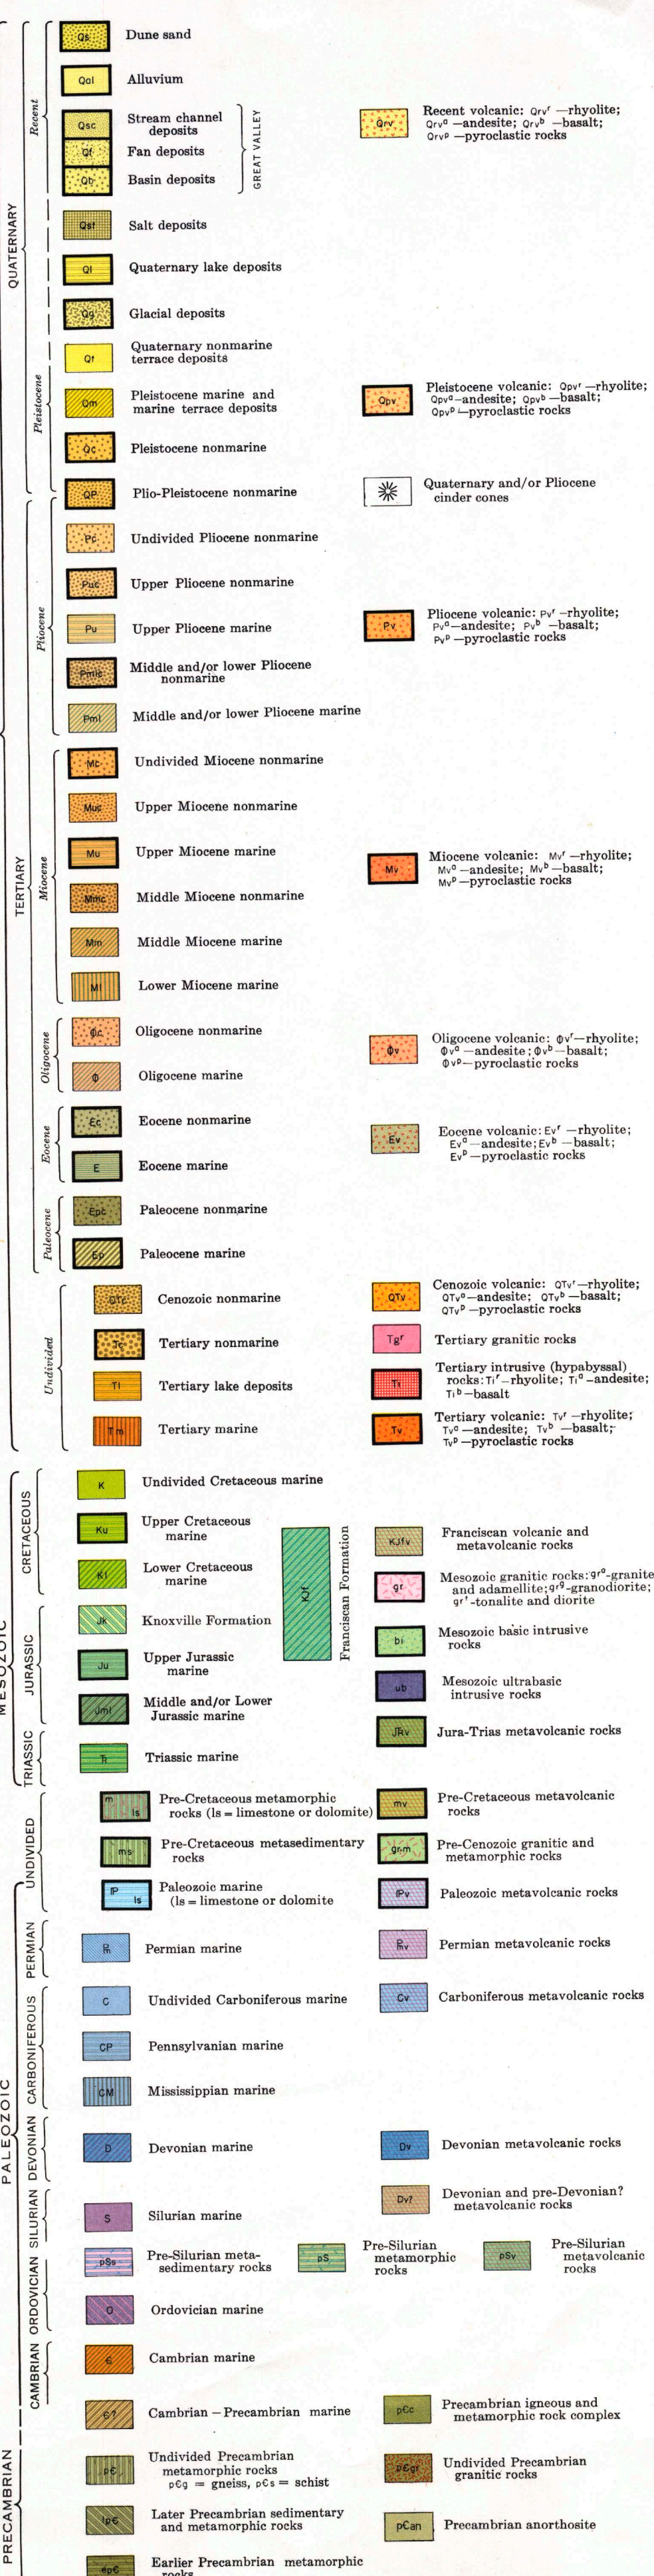 QUATERNARY
Recent
Qs Dune sand
Qal Alluvium
Qsc Stream channel
deposits
Qf Fan deposits
Qb Basin deposits
GREAT VALLEY
Qrv Recent volcanic: Qrvʳ —rhyolite;
Qrvᵃ —andesite; Qrvᵇ —basalt;
Qrvᵖ —pyroclastic rocks
Qst Salt deposits
Ql Quaternary lake deposits
Qg Glacial deposits
Pleistocene
Qt Quaternary nonmarine
terrace deposits
Qm Pleistocene marine and
marine terrace deposits
Qpv Pleistocene volcanic: Qpvʳ —rhyolite;
Qpvᵃ —andesite; Qpvᵇ —basalt;
Qpvᵖ —pyroclastic rocks
Qc Pleistocene nonmarine
QP Plio-Pleistocene nonmarine
Quaternary and/or Pliocene
cinder cones
TERTIARY
Pliocene
Pc Undivided Pliocene nonmarine
Puc Upper Pliocene nonmarine
Pu Upper Pliocene marine
Pv Pliocene volcanic: Pvʳ —rhyolite;
Pvᵃ —andesite; Pvᵇ —basalt;
Pvᵖ —pyroclastic rocks
Pmlc Middle and/or lower Pliocene
nonmarine
Pml Middle and/or lower Pliocene marine
Miocene
Mc Undivided Miocene nonmarine
Muc Upper Miocene nonmarine
Mu Upper Miocene marine
Mv Miocene volcanic: Mvʳ —rhyolite;
Mvᵃ —andesite; Mvᵇ —basalt;
Mvᵖ —pyroclastic rocks
Mmc Middle Miocene nonmarine
Mm Middle Miocene marine
Ml Lower Miocene marine
Oligocene
Φc Oligocene nonmarine
Φ Oligocene marine
Φv Oligocene volcanic: Φvʳ —rhyolite;
Φvᵃ —andesite; Φvᵇ —basalt;
Φvᵖ —pyroclastic rocks
Eocene
Ec Eocene nonmarine
E Eocene marine
Ev Eocene volcanic: Evʳ —rhyolite;
Evᵃ —andesite; Evᵇ —basalt;
Evᵖ —pyroclastic rocks
Paleocene
Epc Paleocene nonmarine
Ep Paleocene marine
Undivided
QTc Cenozoic nonmarine
QTv Cenozoic volcanic: QTvʳ —rhyolite;
QTvᵃ —andesite; QTvᵇ —basalt;
QTvᵖ —pyroclastic rocks
Tc Tertiary nonmarine
Tgʳ Tertiary granitic rocks
Tl Tertiary lake deposits
Ti Tertiary intrusive (hypabyssal)
rocks: Tiʳ —rhyolite; Tiᵃ —andesite;
Tiᵇ —basalt
Tm Tertiary marine
Tv Tertiary volcanic: Tvʳ —rhyolite;
Tvᵃ —andesite; Tvᵇ —basalt;
Tvᵖ —pyroclastic rocks
MESOZOIC
CRETACEOUS
K Undivided Cretaceous marine
Ku Upper Cretaceous
marine
Kl Lower Cretaceous
marine
KJf Franciscan Formation
KJfv Franciscan volcanic and
metavolcanic rocks
gr Mesozoic granitic rocks: grᵃ-granite
and adamellite; grᵍ-granodiorite;
grᵗ-tonalite and diorite
JURASSIC
Jk Knoxville Formation
bi Mesozoic basic intrusive
rocks
Ju Upper Jurassic
marine
ub Mesozoic ultrabasic
intrusive rocks
Jml Middle and/or Lower
Jurassic marine
JTRv Jura-Trias metavolcanic rocks
TRIASSIC
TR Triassic marine
UNDIVIDED
m ls Pre-Cretaceous metamorphic
rocks (ls = limestone or dolomite)
mv Pre-Cretaceous metavolcanic
rocks
ms Pre-Cretaceous metasedimentary
rocks
gr-m Pre-Cenozoic granitic and
metamorphic rocks
IP ls Paleozoic marine
(ls = limestone or dolomite
IPv Paleozoic metavolcanic rocks
PALEOZOIC
PERMIAN
Pm Permian marine
Pmv Permian metavolcanic rocks
CARBONIFEROUS
C Undivided Carboniferous marine
Cv Carboniferous metavolcanic rocks
CP Pennsylvanian marine
CM Mississippian marine
DEVONIAN
D Devonian marine
Dv Devonian metavolcanic rocks
Dv? Devonian and pre-Devonian?
metavolcanic rocks
SILURIAN
S Silurian marine
pSs Pre-Silurian meta-
sedimentary rocks
pS Pre-Silurian
metamorphic
rocks
pSv Pre-Silurian
metavolcanic
rocks
ORDOVICIAN
O Ordovician marine
CAMBRIAN
Є Cambrian marine
Є? Cambrian – Precambrian marine
pЄc Precambrian igneous and
metamorphic rock complex
PRECAMBRIAN
pЄ Undivided Precambrian
metamorphic rocks
pЄg = gneiss, pЄs = schist
pЄgr Undivided Precambrian
granitic rocks
lpЄ Later Precambrian sedimentary
and metamorphic rocks
pЄan Precambrian anorthosite
epЄ Earlier Precambrian metamorphic
rocks